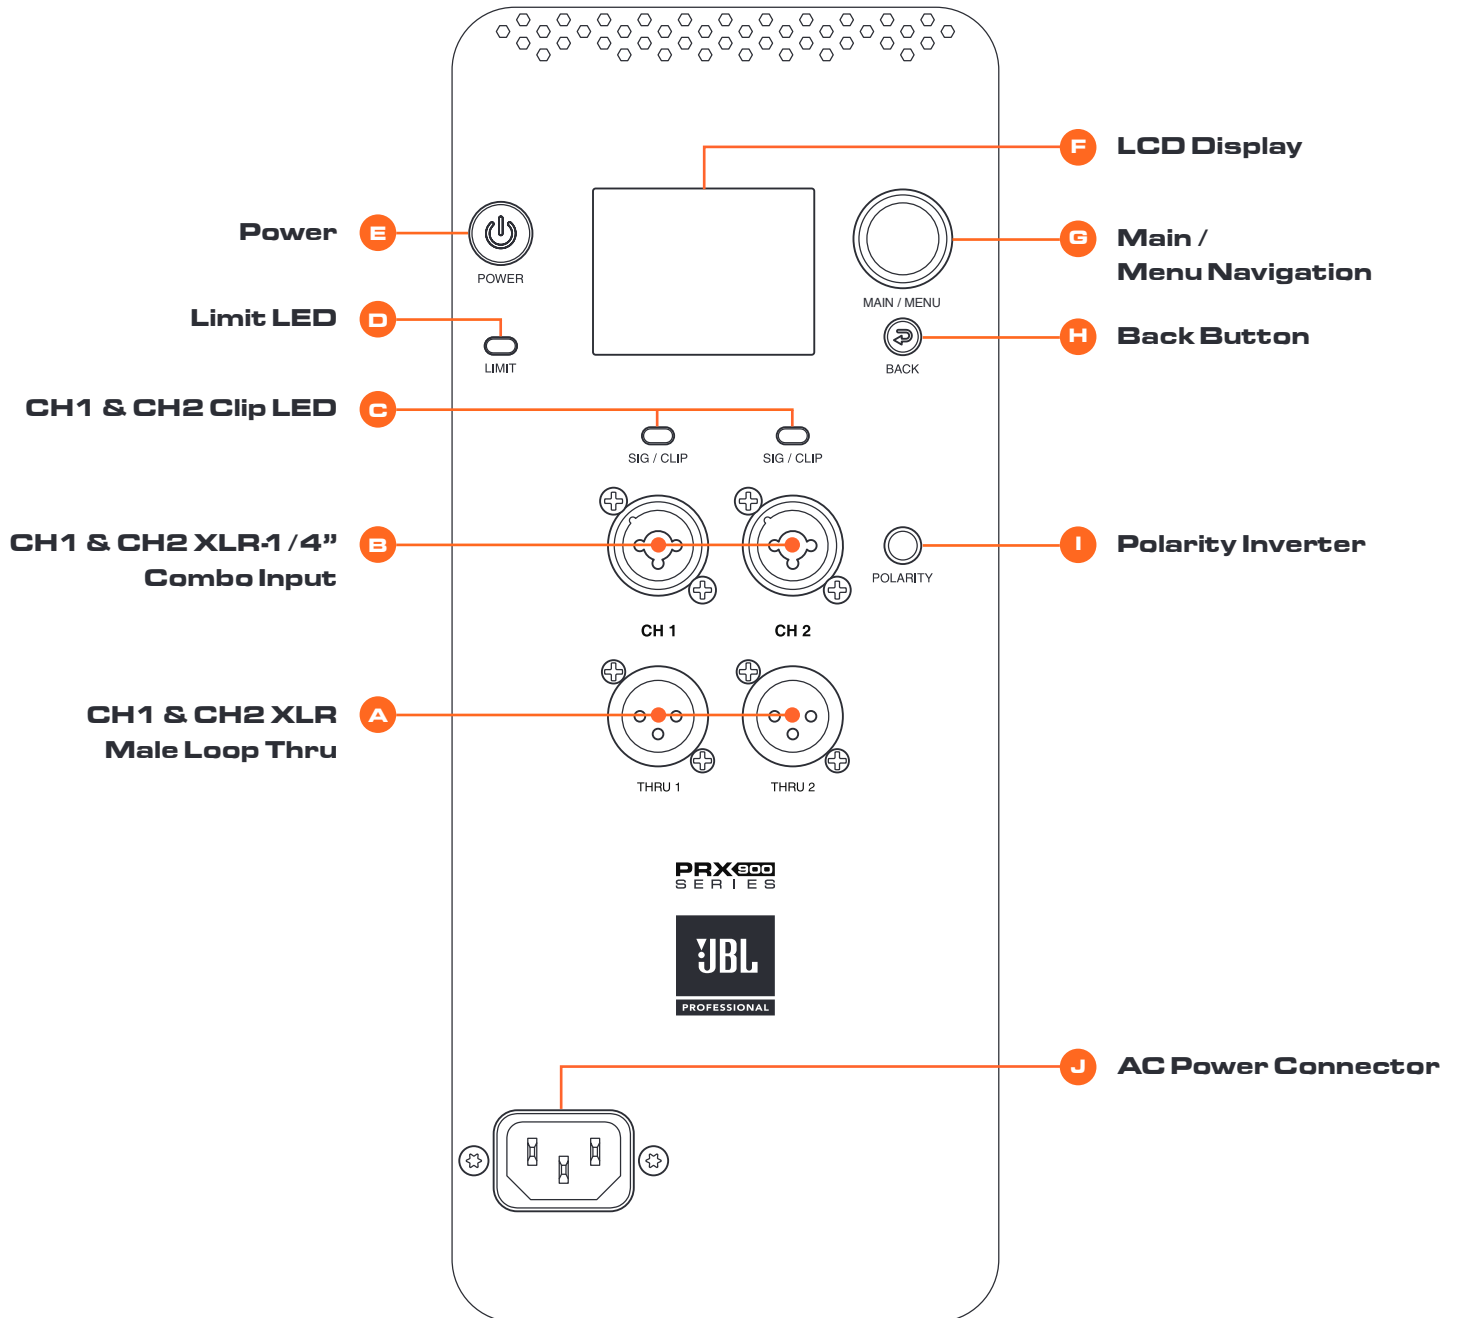 F LCD Display
E Power
POWER
G Main /
Menu Navigation
MAIN / MENU
D Limit LED
LIMIT
H Back Button
BACK
C CH1 & CH2 Clip LED
SIG / CLIP SIG / CLIP
B CH1 & CH2 XLR-1/4”
Combo Input
I Polarity Inverter
POLARITY
CH 1 CH 2
A CH1 & CH2 XLR
Male Loop Thru
THRU 1 THRU 2
PRX 900
SERIES
JBL
PROFESSIONAL
J AC Power Connector